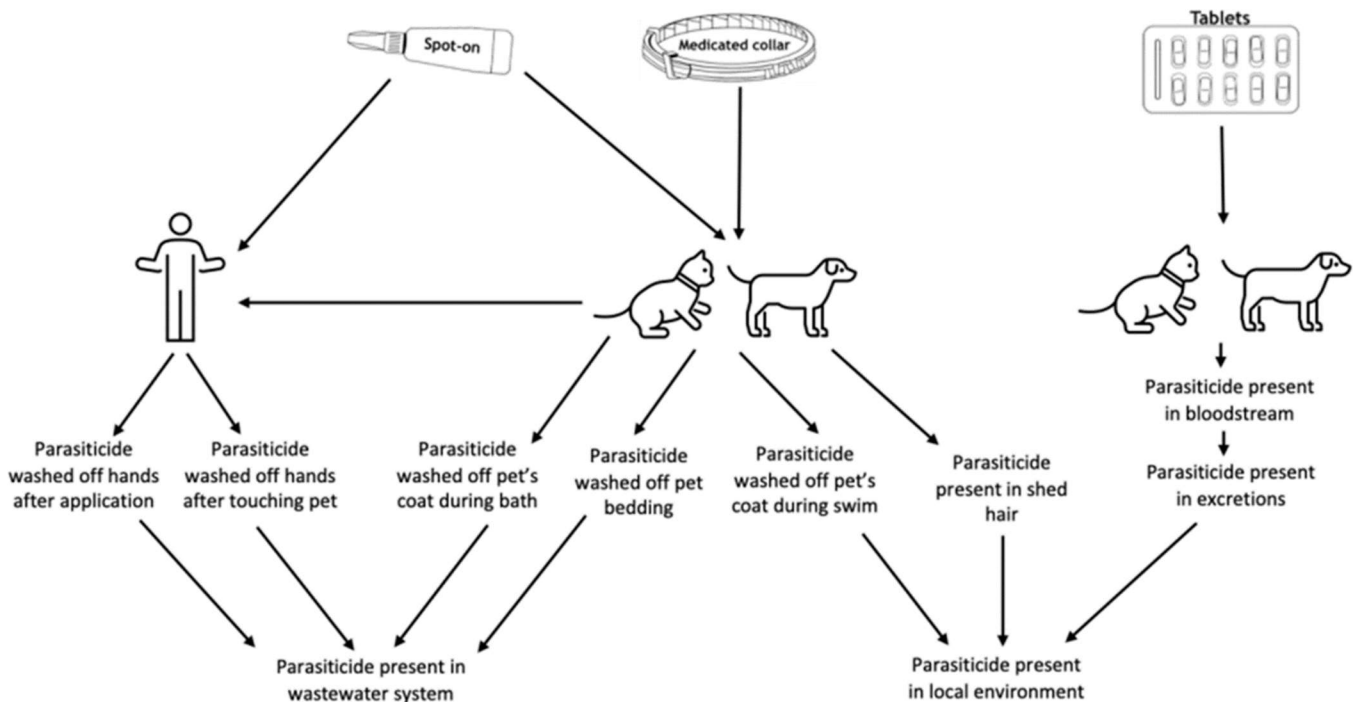 Spot-on
Medicated collar
Tablets
Parasiticide present
in bloodstream
Parasiticide
washed off hands
after application
Parasiticide
washed off hands
after touching pet
Parasiticide
washed off pet's
coat during bath
Parasiticide
washed off pet
bedding
Parasiticide
washed off pet's
coat during swim
Parasiticide
present in shed
hair
Parasiticide present
in excretions
Parasiticide present in
wastewater system
Parasiticide present
in local environment